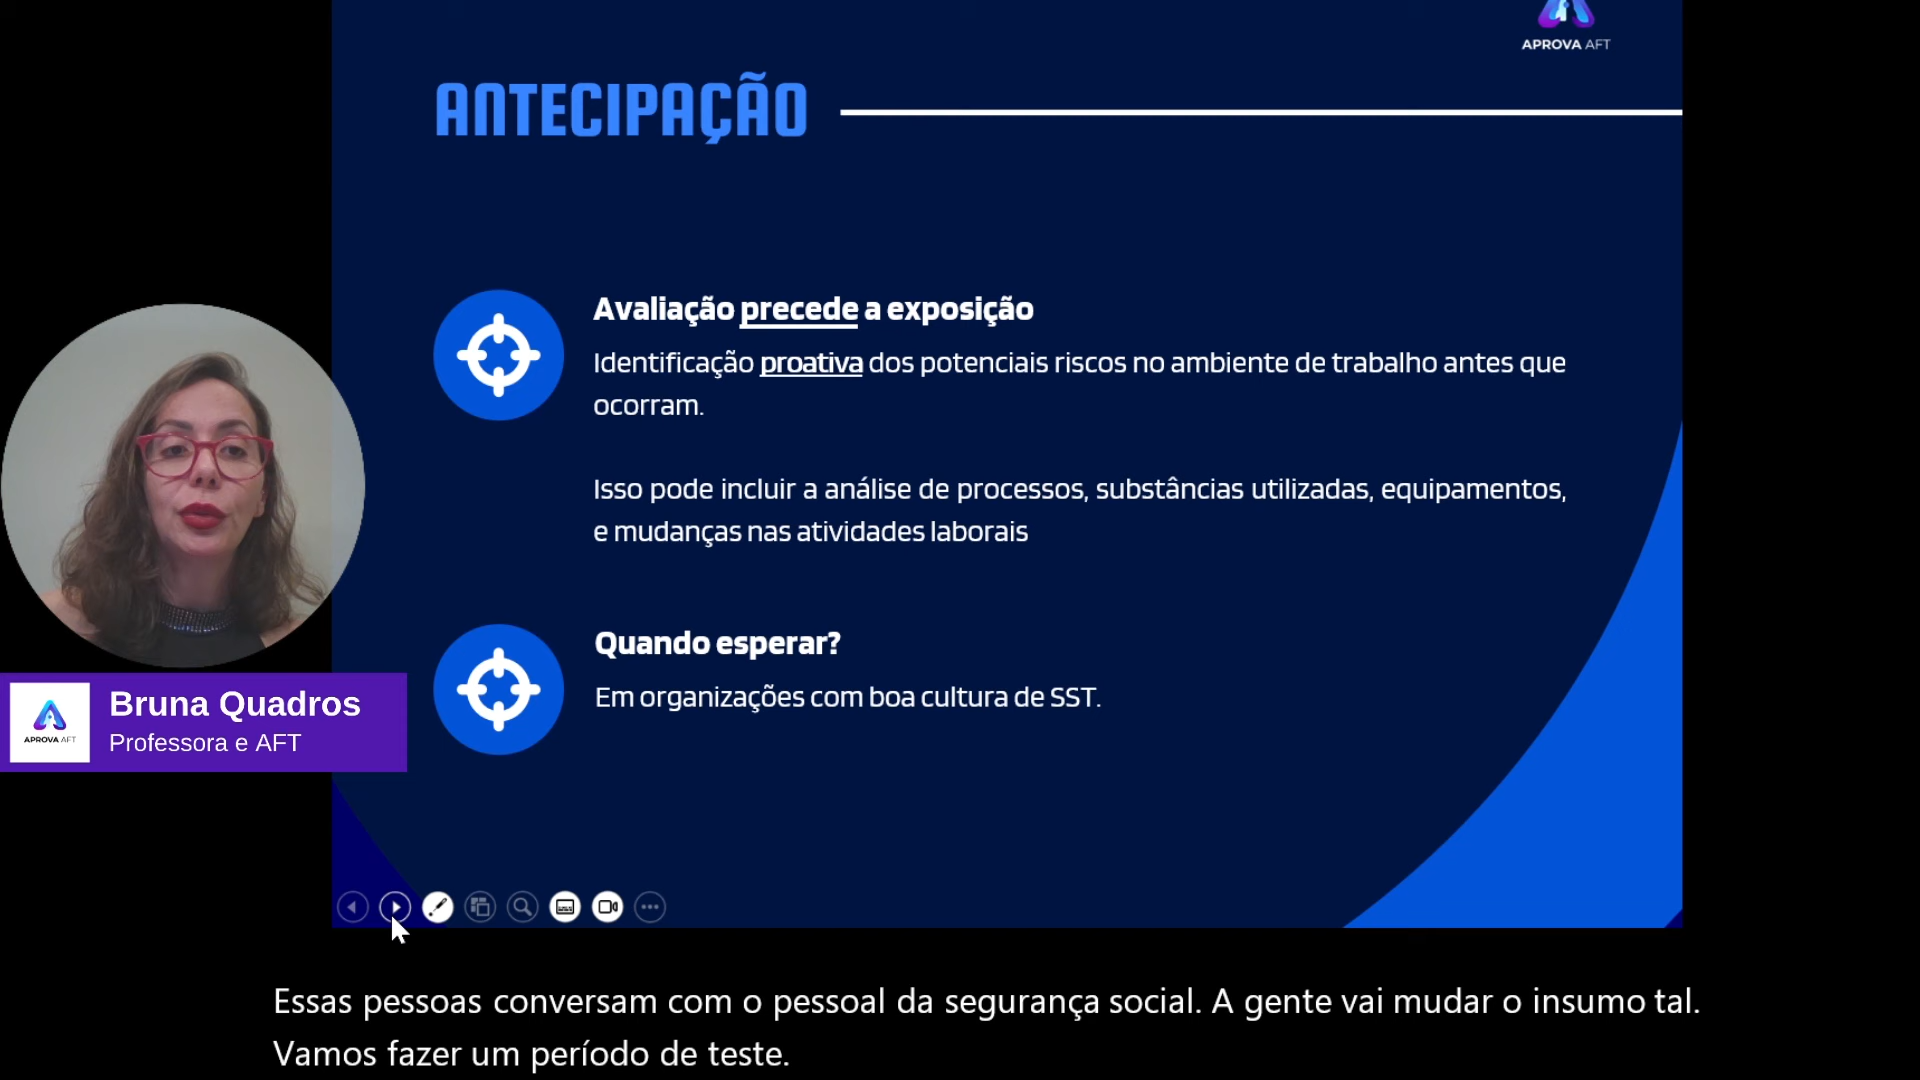 APROVA AFT
ANTECIPAÇÃO
Avaliação precede a exposição
Identificação proativa dos potenciais riscos no ambiente de trabalho antes que
ocorram.
Isso pode incluir a análise de processos, substâncias utilizadas, equipamentos,
e mudanças nas atividades laborais
Quando esperar?
Em organizações com boa cultura de SST.
APROVA AFT
Bruna Quadros
Professora e AFT
Essas pessoas conversam com o pessoal da segurança social. A gente vai mudar o insumo tal.
Vamos fazer um período de teste.